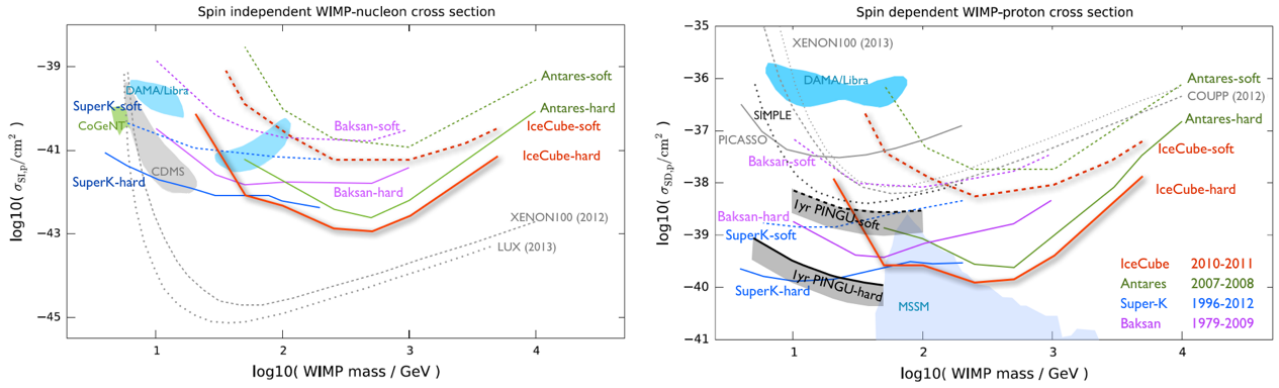 Spin independent WIMP-nucleon cross section
log10( σSI,p/cm²)
−39
−41
−43
−45
1
2
3
4
log10( WIMP mass / GeV)
DAMA/Libra
SuperK-soft
CoGeNT
CDMS
SuperK-hard
Baksan-soft
Baksan-hard
Antares-soft
Antares-hard
IceCube-soft
IceCube-hard
XENON100 (2012)
LUX (2013)
Spin dependent WIMP-proton cross section
log10( σSD,p/cm²)
−35
−36
−37
−38
−39
−40
−41
1
2
3
4
log10( WIMP mass / GeV)
XENON100 (2013)
DAMA/Libra
SIMPLE
PICASSO
Baksan-soft
1yr PINGU-soft
Baksan-hard
SuperK-soft
1yr PINGU-hard
SuperK-hard
MSSM
Antares-soft
COUPP (2012)
Antares-hard
IceCube-soft
IceCube-hard
IceCube 2010-2011
Antares 2007-2008
Super-K 1996-2012
Baksan 1979-2009